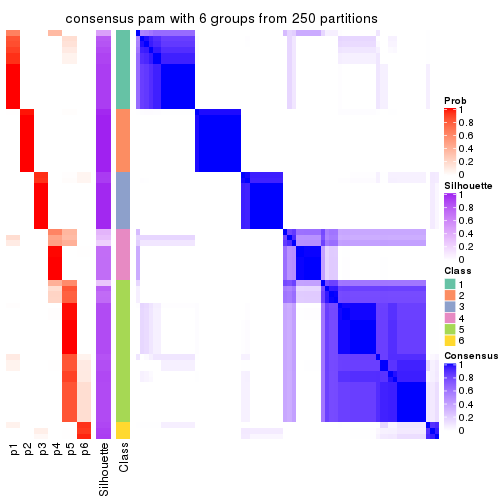 consensus pam with 6 groups from 250 partitions
Prob
1
0.8
0.6
0.4
0.2
0
Silhouette
1
0.8
0.6
0.4
0.2
0
Class
1
2
3
4
5
6
Consensus
1
0.8
0.6
0.4
0.2
0
p1
p2
p3
p4
p5
p6
Silhouette
Class